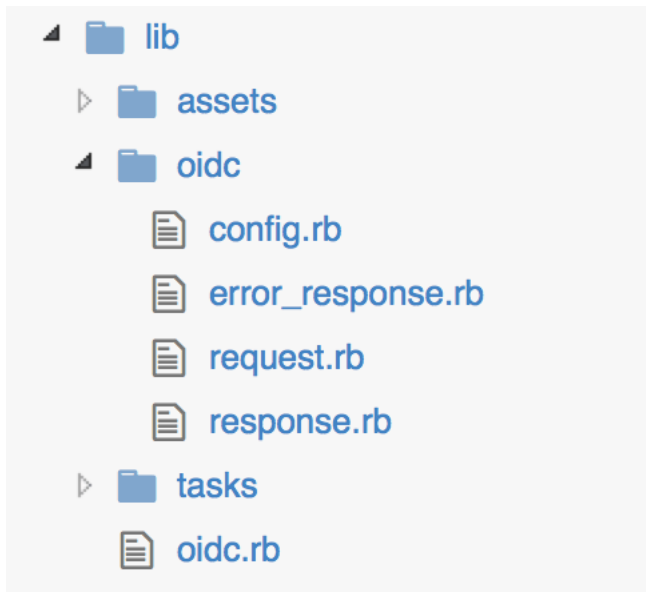 lib
assets
oidc
config.rb
error_response.rb
request.rb
response.rb
tasks
oidc.rb